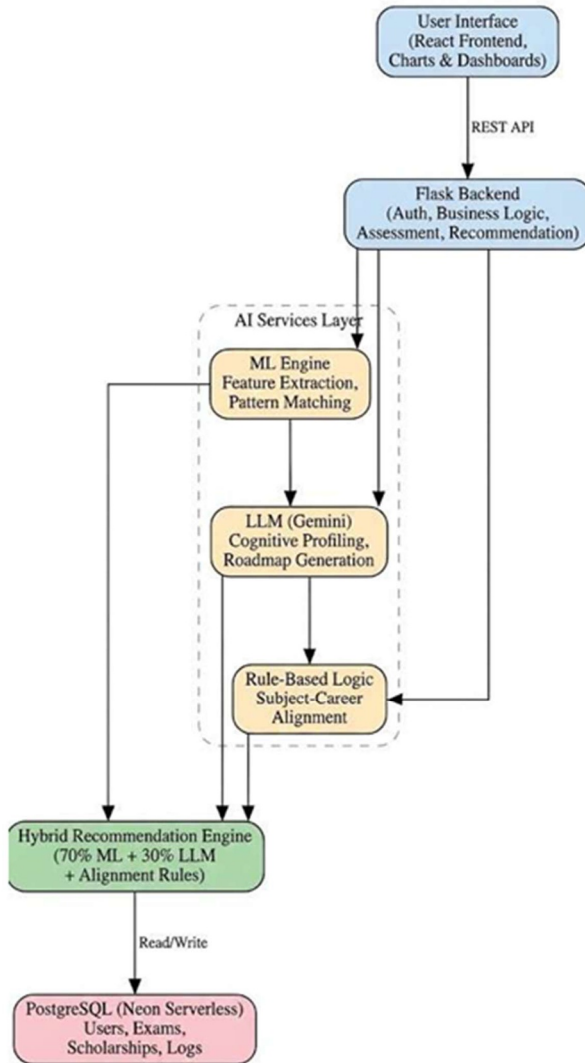 User Interface
(React Frontend,
Charts & Dashboards)
REST API
Flask Backend
(Auth, Business Logic,
Assessment, Recommendation)
AI Services Layer
ML Engine
Feature Extraction,
Pattern Matching
LLM (Gemini)
Cognitive Profiling,
Roadmap Generation
Rule-Based Logic
Subject-Career
Alignment
Hybrid Recommendation Engine
(70% ML + 30% LLM
+ Alignment Rules)
Read/Write
PostgreSQL (Neon Serverless)
Users, Exams,
Scholarships, Logs